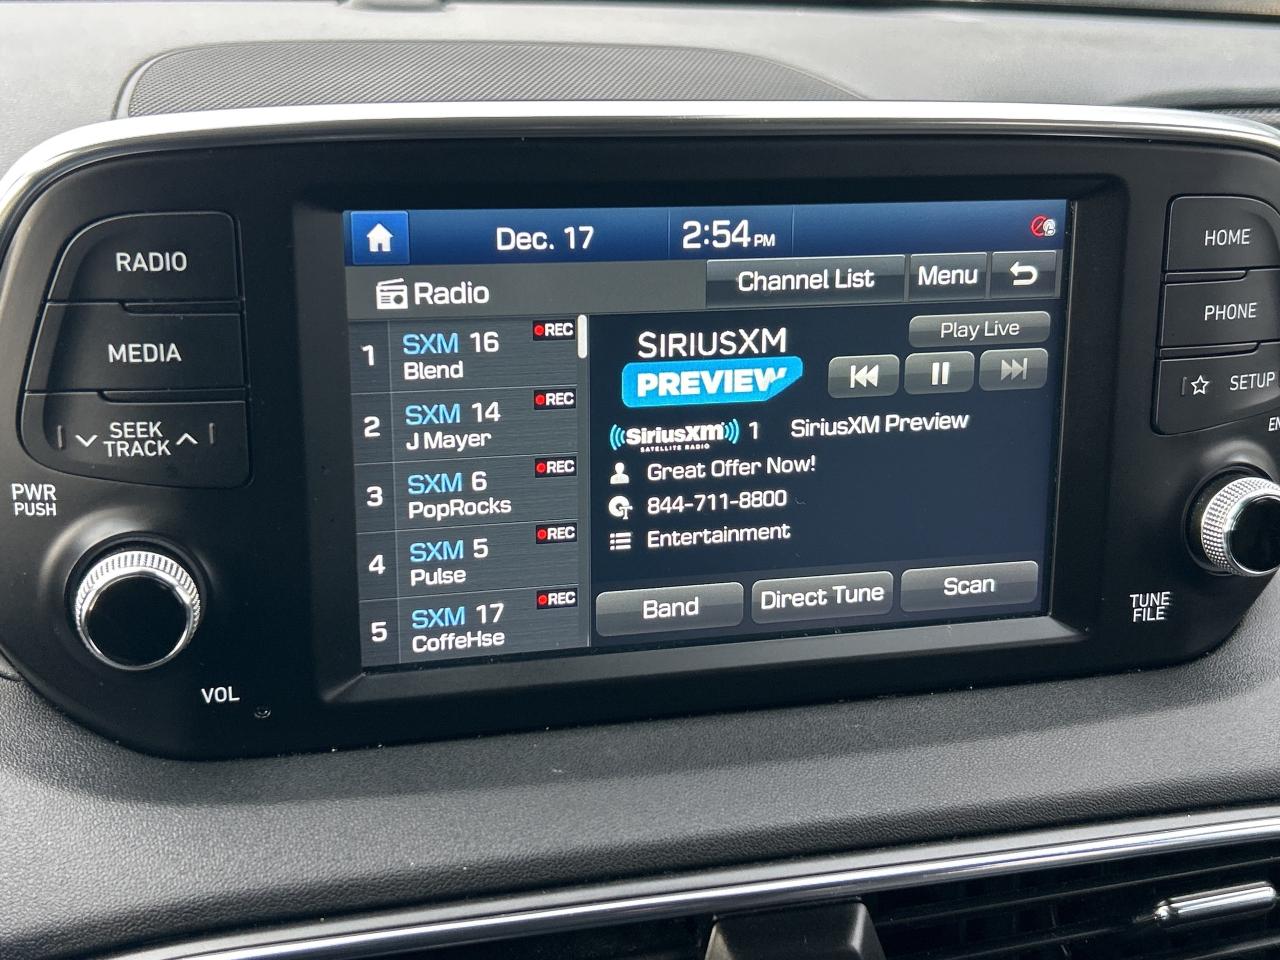 RADIO
MEDIA
SEEK
TRACK
PWR
PUSH
VOL
Dec. 17
2:54 PM
Radio
Channel List
Menu
1
SXM 16
Blend
REC
2
SXM 14
J Mayer
REC
3
SXM 6
PopRocks
REC
4
SXM 5
Pulse
REC
5
SXM 17
CoffeHse
REC
SIRIUSXM
PREVIEW
Play Live
SiriusXM 1 SiriusXM Preview
SATELLITE RADIO
Great Offer Now!
844-711-8800
Entertainment
Band
Direct Tune
Scan
HOME
PHONE
SETUP
TUNE
FILE